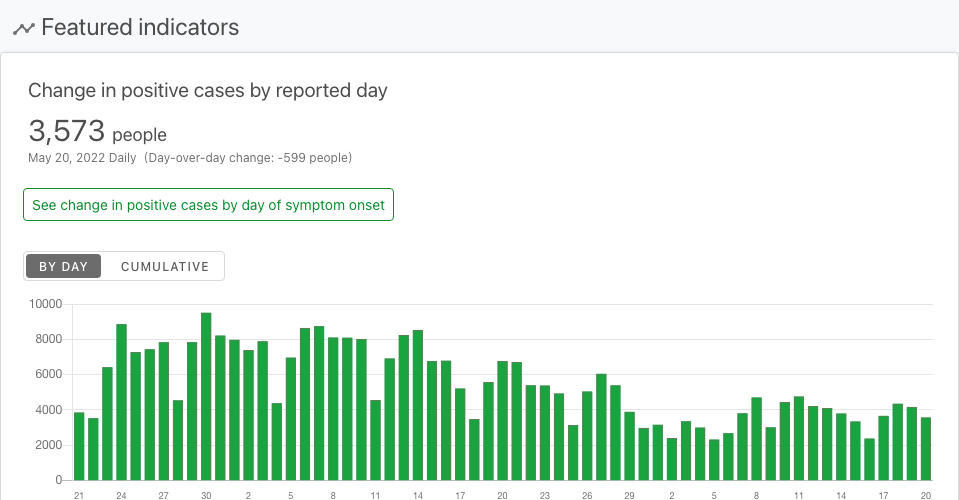 Featured indicators
Change in positive cases by reported day
3,573 people
May 20, 2022 Daily (Day-over-day change: -599 people)
See change in positive cases by day of symptom onset
BY DAY CUMULATIVE
10000
8000
6000
4000
2000
0
21 24 27 30 2 5 8 11 14 17 20 23 26 29 2 5 8 11 14 17 20